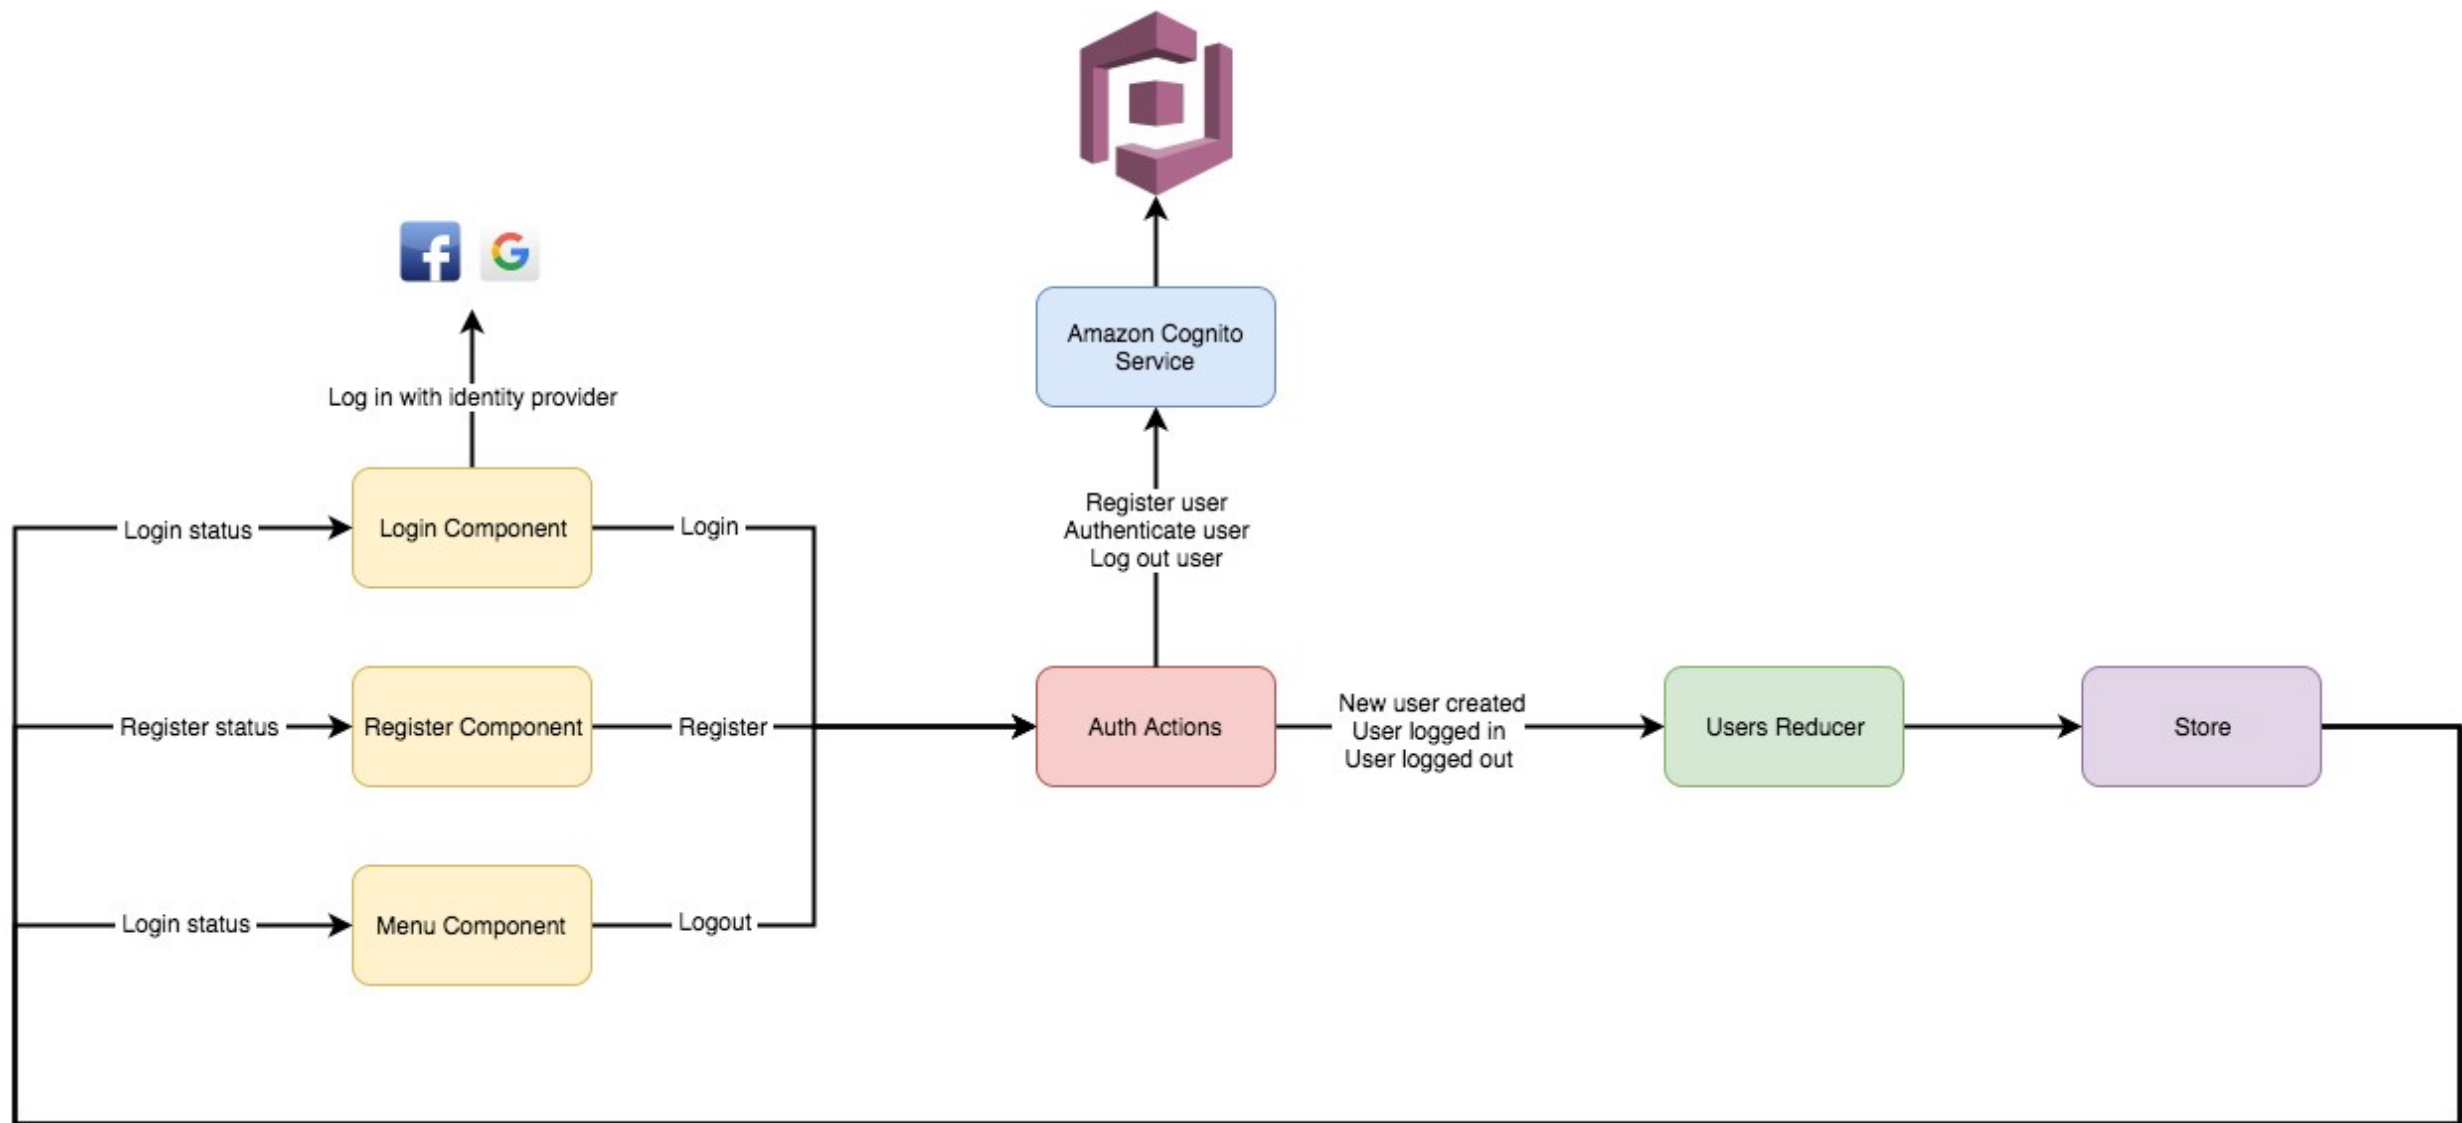 Amazon Cognito
Service
Log in with identity provider
Register user
Authenticate user
Log out user
Login status
Login Component
Login
Register status
Register Component
Register
Auth Actions
New user created
User logged in
User logged out
Users Reducer
Store
Login status
Menu Component
Logout